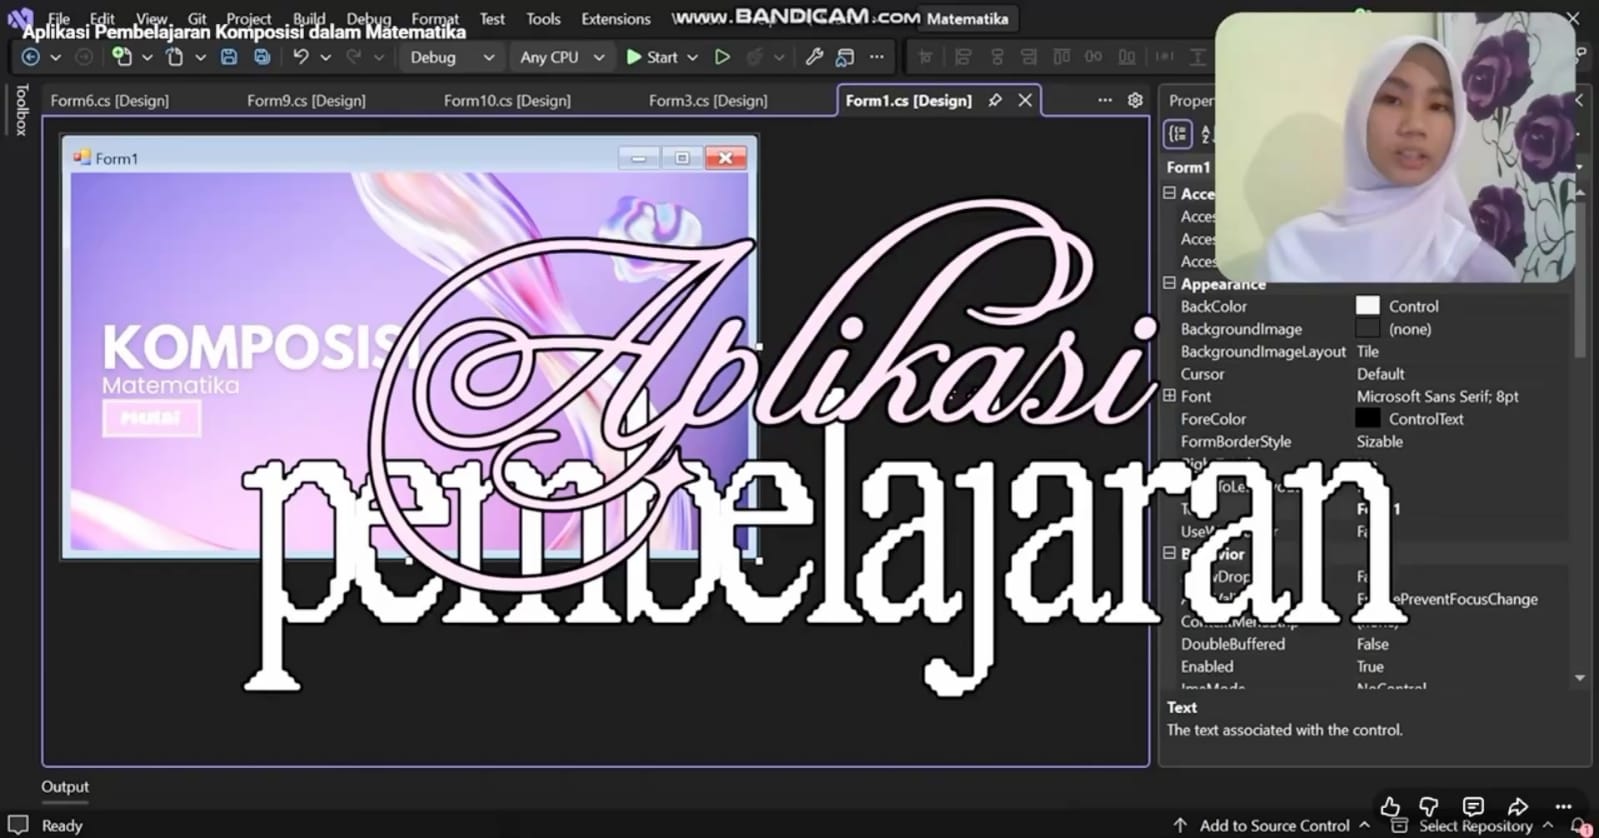 File Edit View Git Project Build Debug Format Test Tools Extensions
www.BANDICAM.com
Matematika
Aplikasi Pembelajaran Komposisi dalam Matematika
Debug Any CPU Start
Toolbox
Form6.cs [Design] Form9.cs [Design] Form10.cs [Design] Form3.cs [Design] Form1.cs [Design]
Form1
KOMPOSISI
Matematika
Mulai
Aplikasi
pembelajaran
Form1
Appearance
BackColor Control
BackgroundImage (none)
BackgroundImageLayout Tile
Cursor Default
Font Microsoft Sans Serif; 8pt
ForeColor ControlText
FormBorderStyle Sizable
DoubleBuffered False
Enabled True
Text
The text associated with the control.
Output
Ready
Add to Source Control Select Repository
1